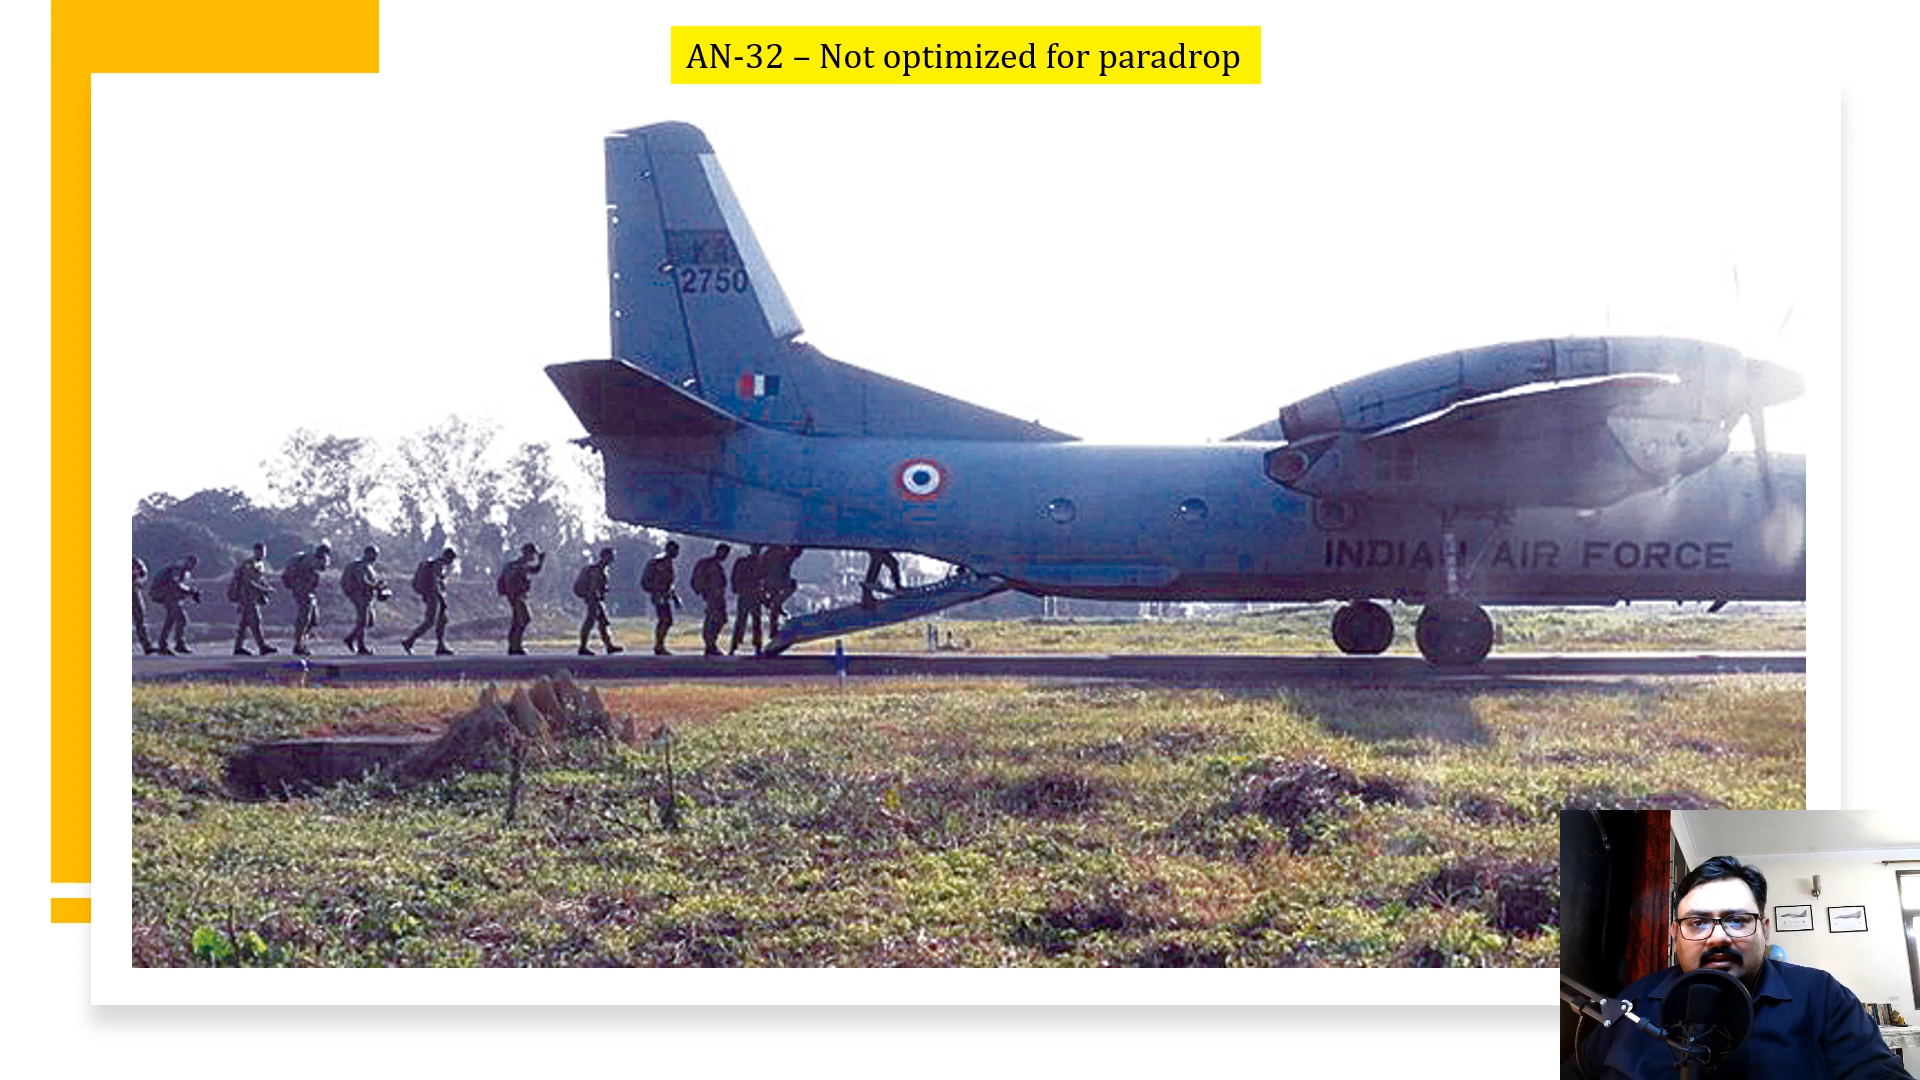 AN-32 – Not optimized for paradrop
2750
INDIAN AIR FORCE